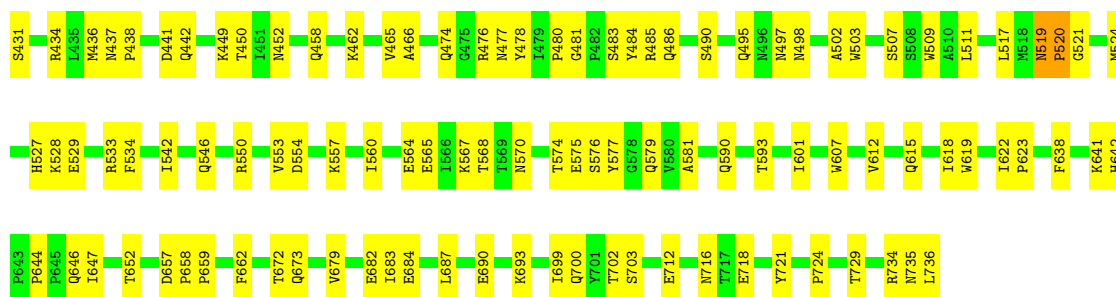 S431 R434 L435 M436 N437 P438 D441 Q442 K449 T450 I451 N452 Q458 K462 V465 A466 Q474 G475 R476 N477 Y478 I479 P480 G481 P482 S483 Y484 R485 Q486 S490 Q495 N496 N497 N498 A502 W503 S507 S508 W509 A510 L511 L517 M518 N519 P520 G521 M524
H527 K528 E529 R533 F534 I542 Q546 R550 V553 D554 K557 I560 E564 E565 I566 K567 T568 T569 N570 T574 E575 S576 Y577 G578 Q579 V580 A581 Q590 T593 I601 W607 V612 Q615 I618 W619 I622 P623 F638 K641 H642
P643 P644 P645 Q646 I647 T652 D657 P658 P659 F662 T672 Q673 V679 E682 I683 E684 L687 E690 K693 I699 Q700 Y701 T702 S703 E712 N716 T717 E718 Y721 P724 T729 R734 N735 L736